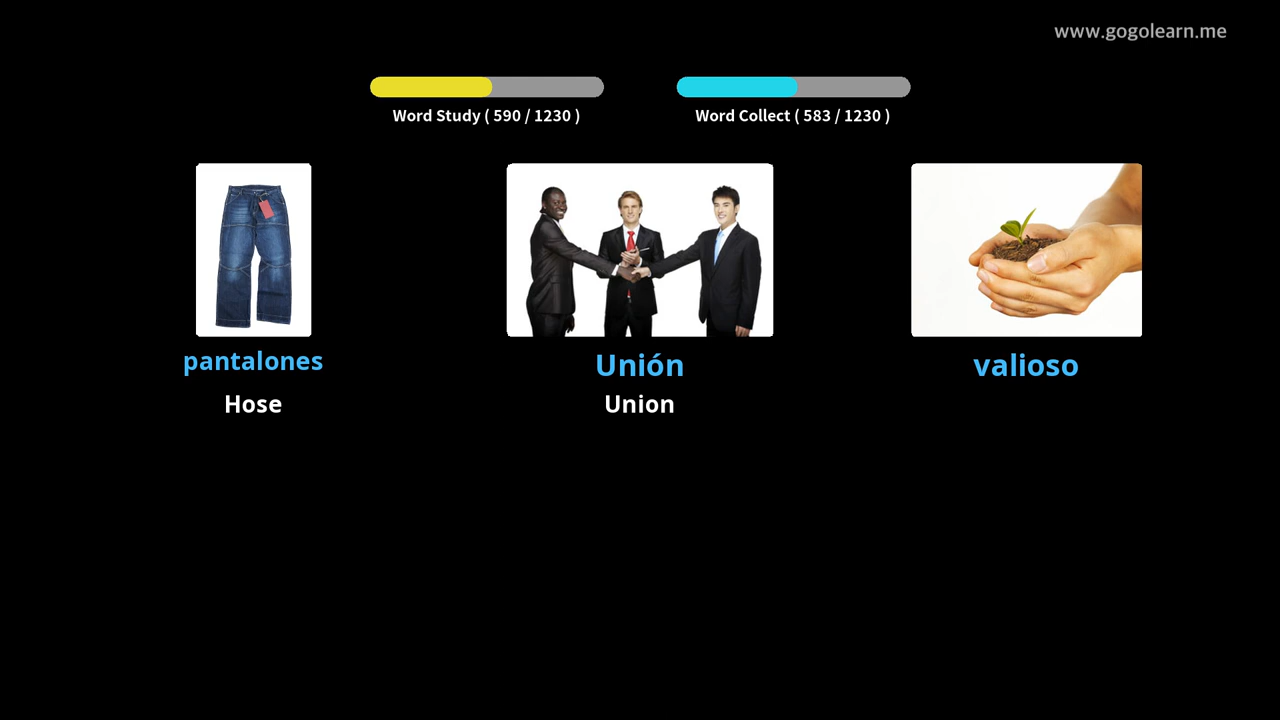 www.gogolearn.me
Word Study ( 590 / 1230 )
Word Collect ( 583 / 1230 )
pantalones
Unión
valioso
Hose
Union